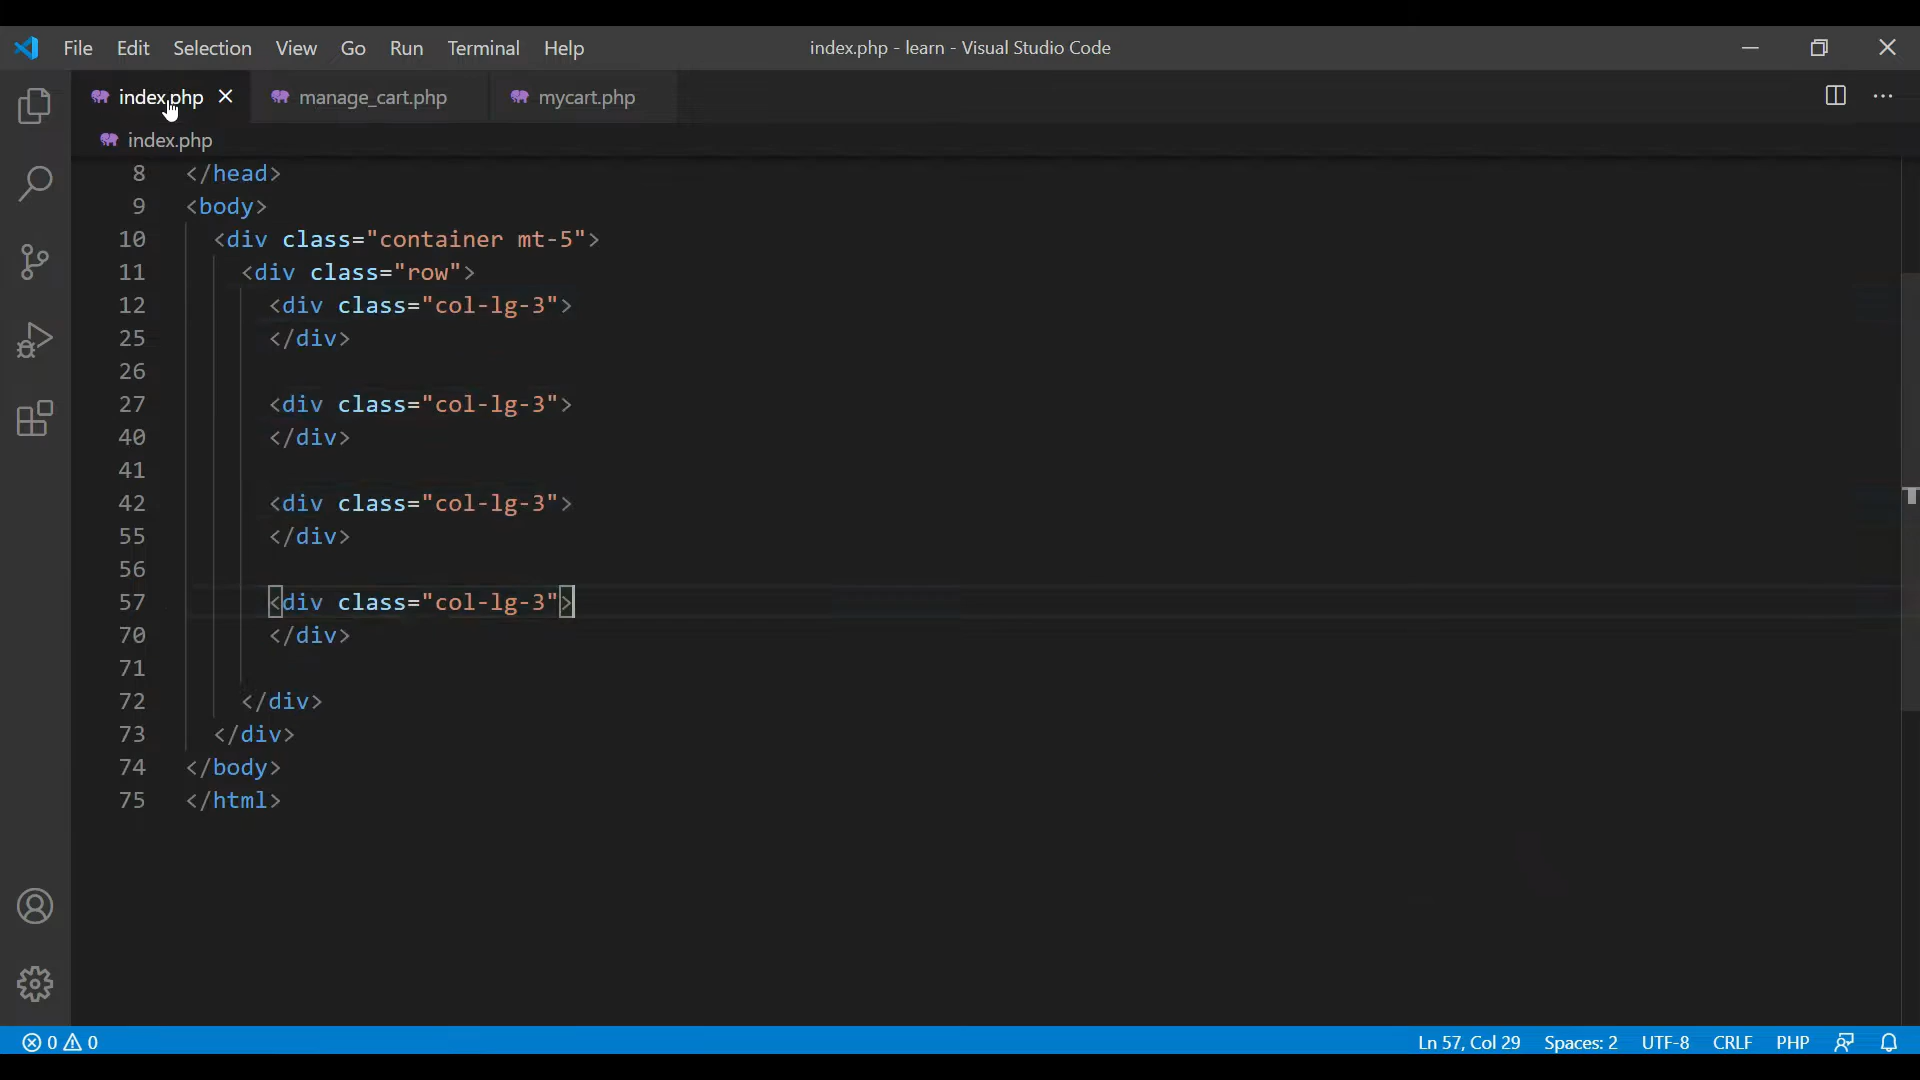 File Edit Selection View Go Run Terminal Help index.php - learn - Visual Studio Code
index.php manage_cart.php mycart.php
index.php
8 </head>
9 <body>
10 <div class="container mt-5">
11 <div class="row">
12 <div class="col-lg-3">
25 </div>
26
27 <div class="col-lg-3">
40 </div>
41
42 <div class="col-lg-3">
55 </div>
56
57 <div class="col-lg-3">
70 </div>
71
72 </div>
73 </div>
74 </body>
75 </html>
0 0 Ln 57, Col 29 Spaces: 2 UTF-8 CRLF PHP